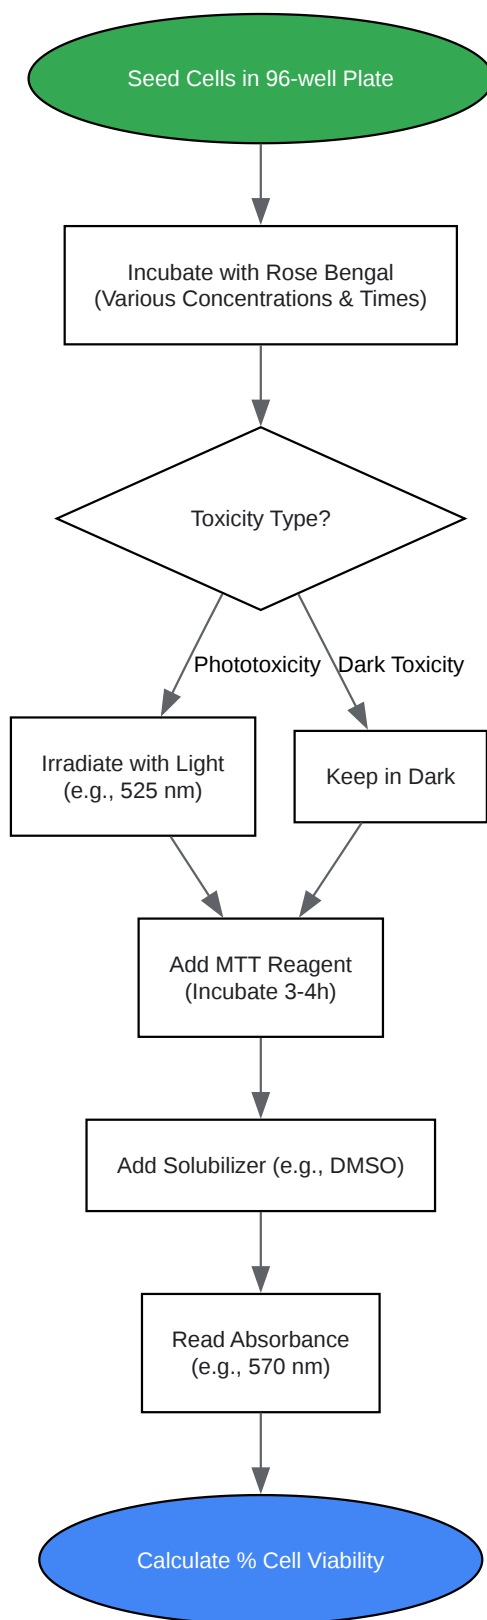 Seed Cells in 96-well Plate
Incubate with Rose Bengal
(Various Concentrations & Times)
Toxicity Type?
Phototoxicity
Dark Toxicity
Irradiate with Light
(e.g., 525 nm)
Keep in Dark
Add MTT Reagent
(Incubate 3-4h)
Add Solubilizer (e.g., DMSO)
Read Absorbance
(e.g., 570 nm)
Calculate % Cell Viability